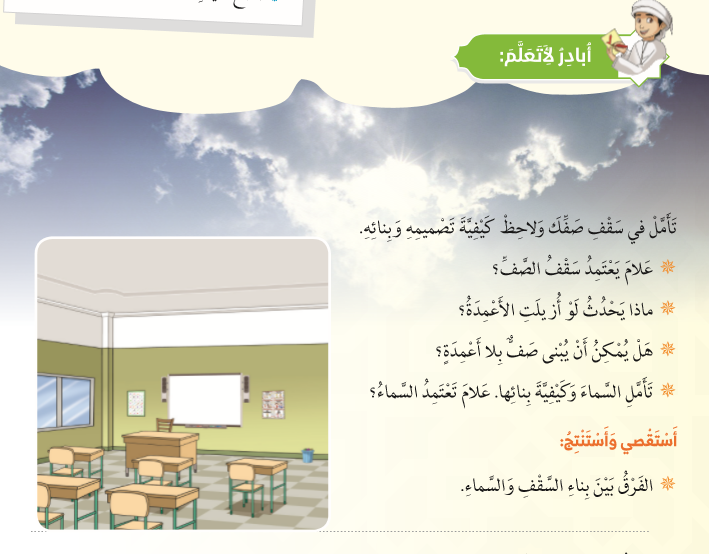 أُبادِرُ لِأَتَعَلَّمَ:
تَأَمَّلْ في سَقْفِ صَفِّكَ وَلاحِظْ كَيْفِيَّةَ تَصْميمِهِ وَبِنائِهِ.
عَلامَ يَعْتَمِدُ سَقْفُ الصَّفِّ؟
ماذا يَحْدُثُ لَوْ أُزيلَتِ الأَعْمِدَةُ؟
هَلْ يُمْكِنُ أَنْ يُبْنى صَفٌّ بِلا أَعْمِدَةٍ؟
تَأَمَّلِ السَّماءَ وَكَيْفِيَّةَ بِنائِها. عَلامَ تَعْتَمِدُ السَّماءُ؟
أَسْتَقْصي وَأَسْتَنْتِجُ:
الفَرْقُ بَيْنَ بِناءِ السَّقْفِ وَالسَّماءِ.